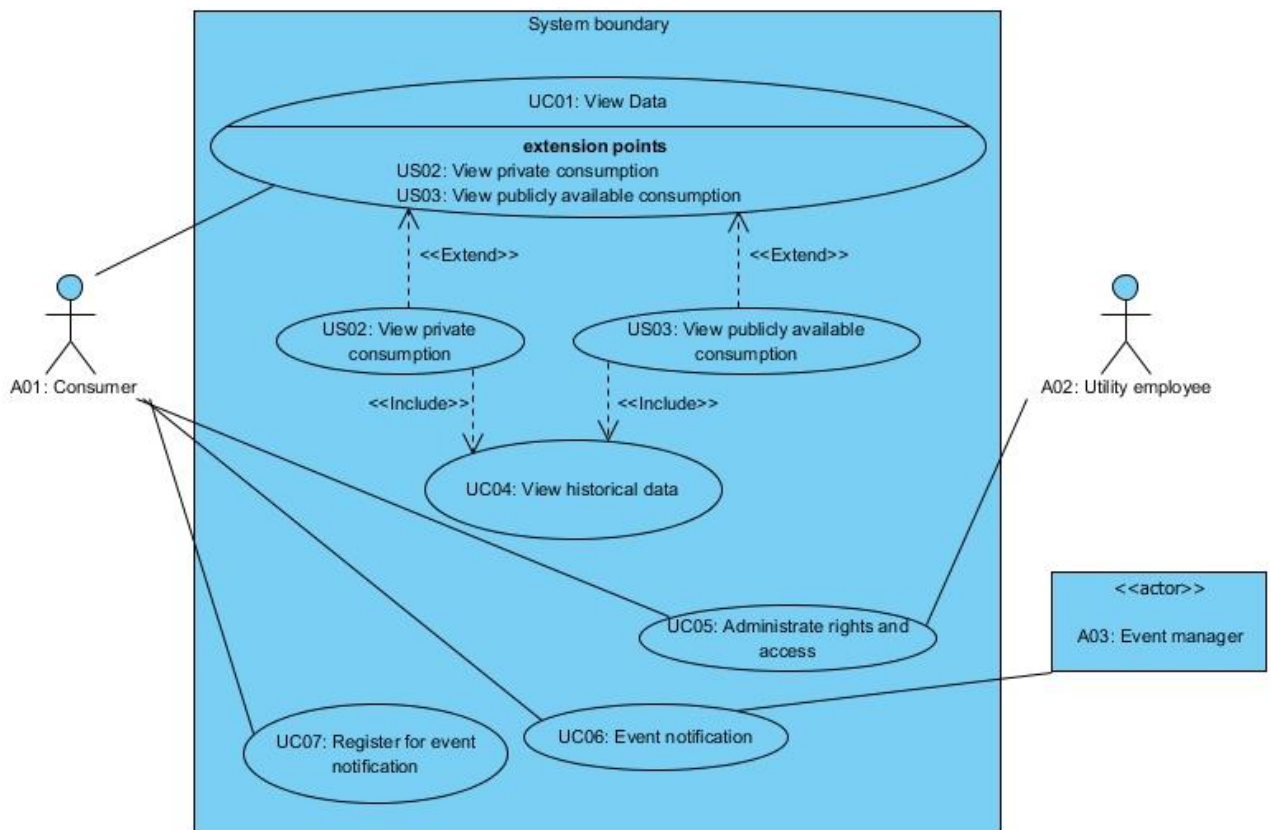 System boundary
UC01: View Data
extension points
US02: View private consumption
US03: View publicly available consumption
<<Extend>>
<<Extend>>
US02: View private
consumption
US03: View publicly available
consumption
A01: Consumer
A02: Utility employee
<<Include>>
<<Include>>
UC04: View historical data
<<actor>>
A03: Event manager
UC05: Administrate rights and
access
UC07: Register for event
notification
UC06: Event notification